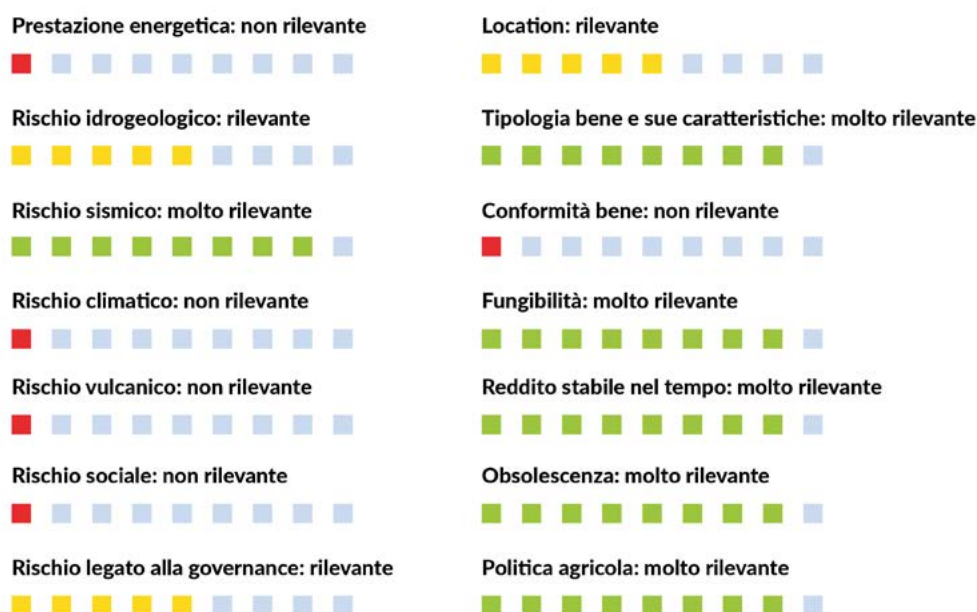 Prestazione energetica: non rilevante
Rischio idrogeologico: rilevante
Rischio sismico: molto rilevante
Rischio climatico: non rilevante
Rischio vulcanico: non rilevante
Rischio sociale: non rilevante
Rischio legato alla governance: rilevante
Location: rilevante
Tipologia bene e sue caratteristiche: molto rilevante
Conformità bene: non rilevante
Fungibilità: molto rilevante
Reddito stabile nel tempo: molto rilevante
Obsolescenza: molto rilevante
Politica agricola: molto rilevante